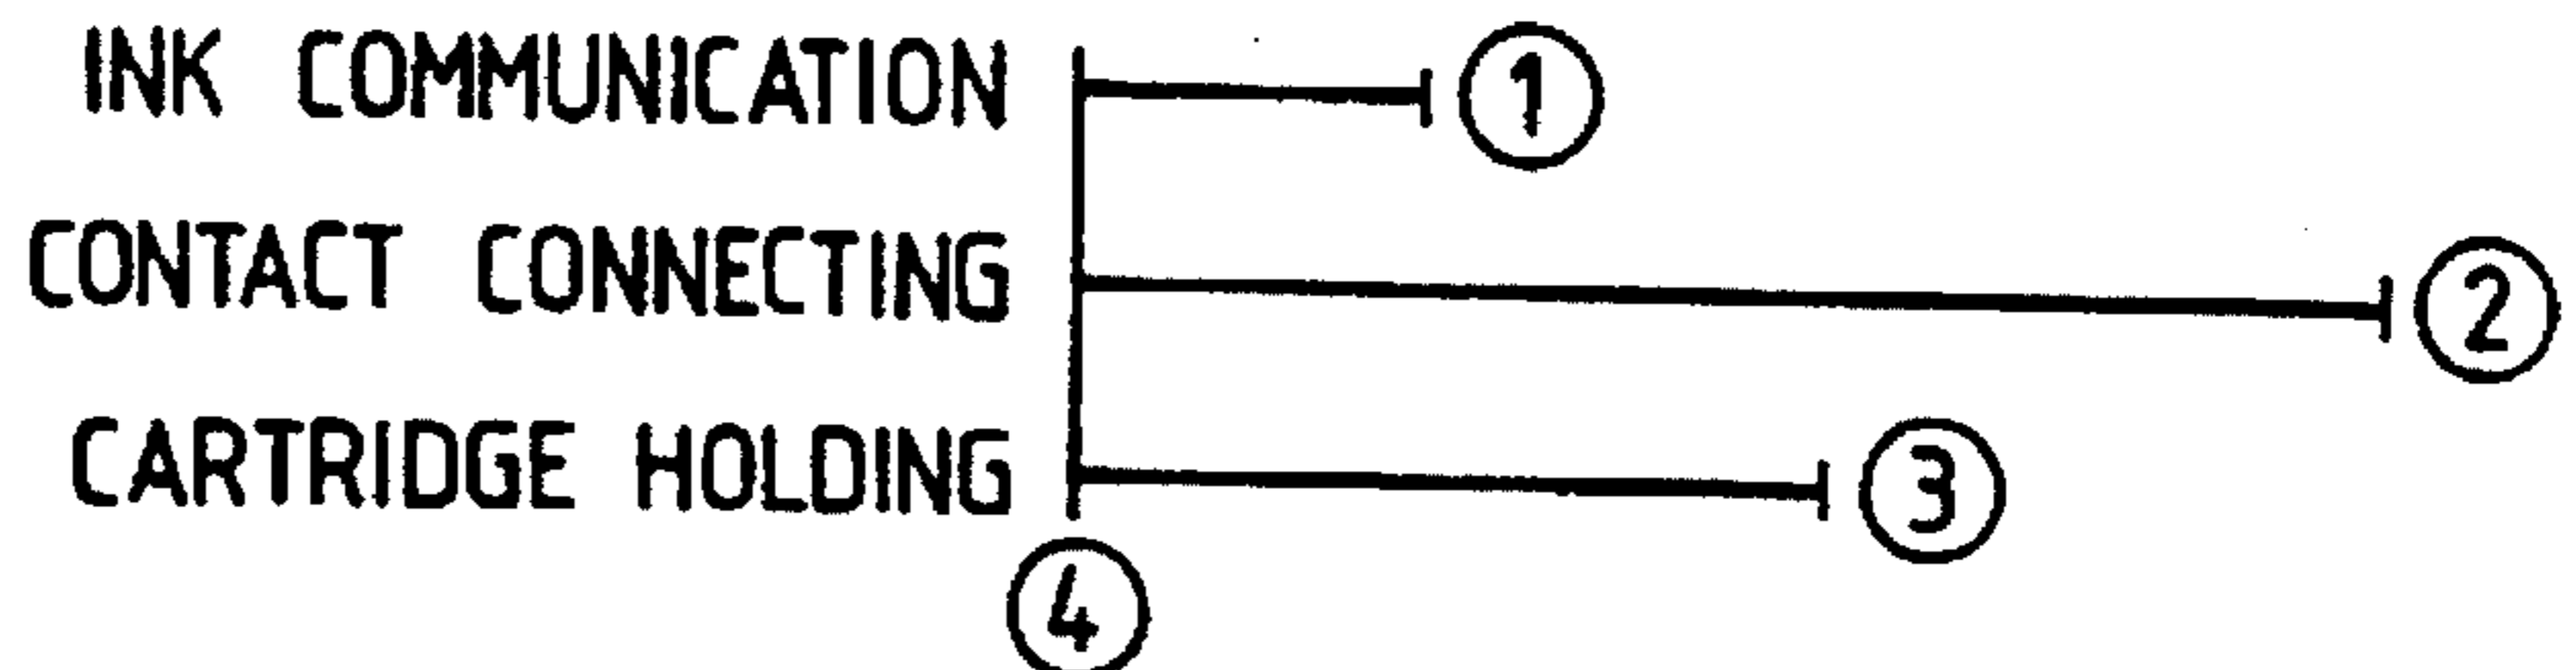 INK COMMUNICATION 1
CONTACT CONNECTING 2
CARTRIDGE HOLDING 3
4